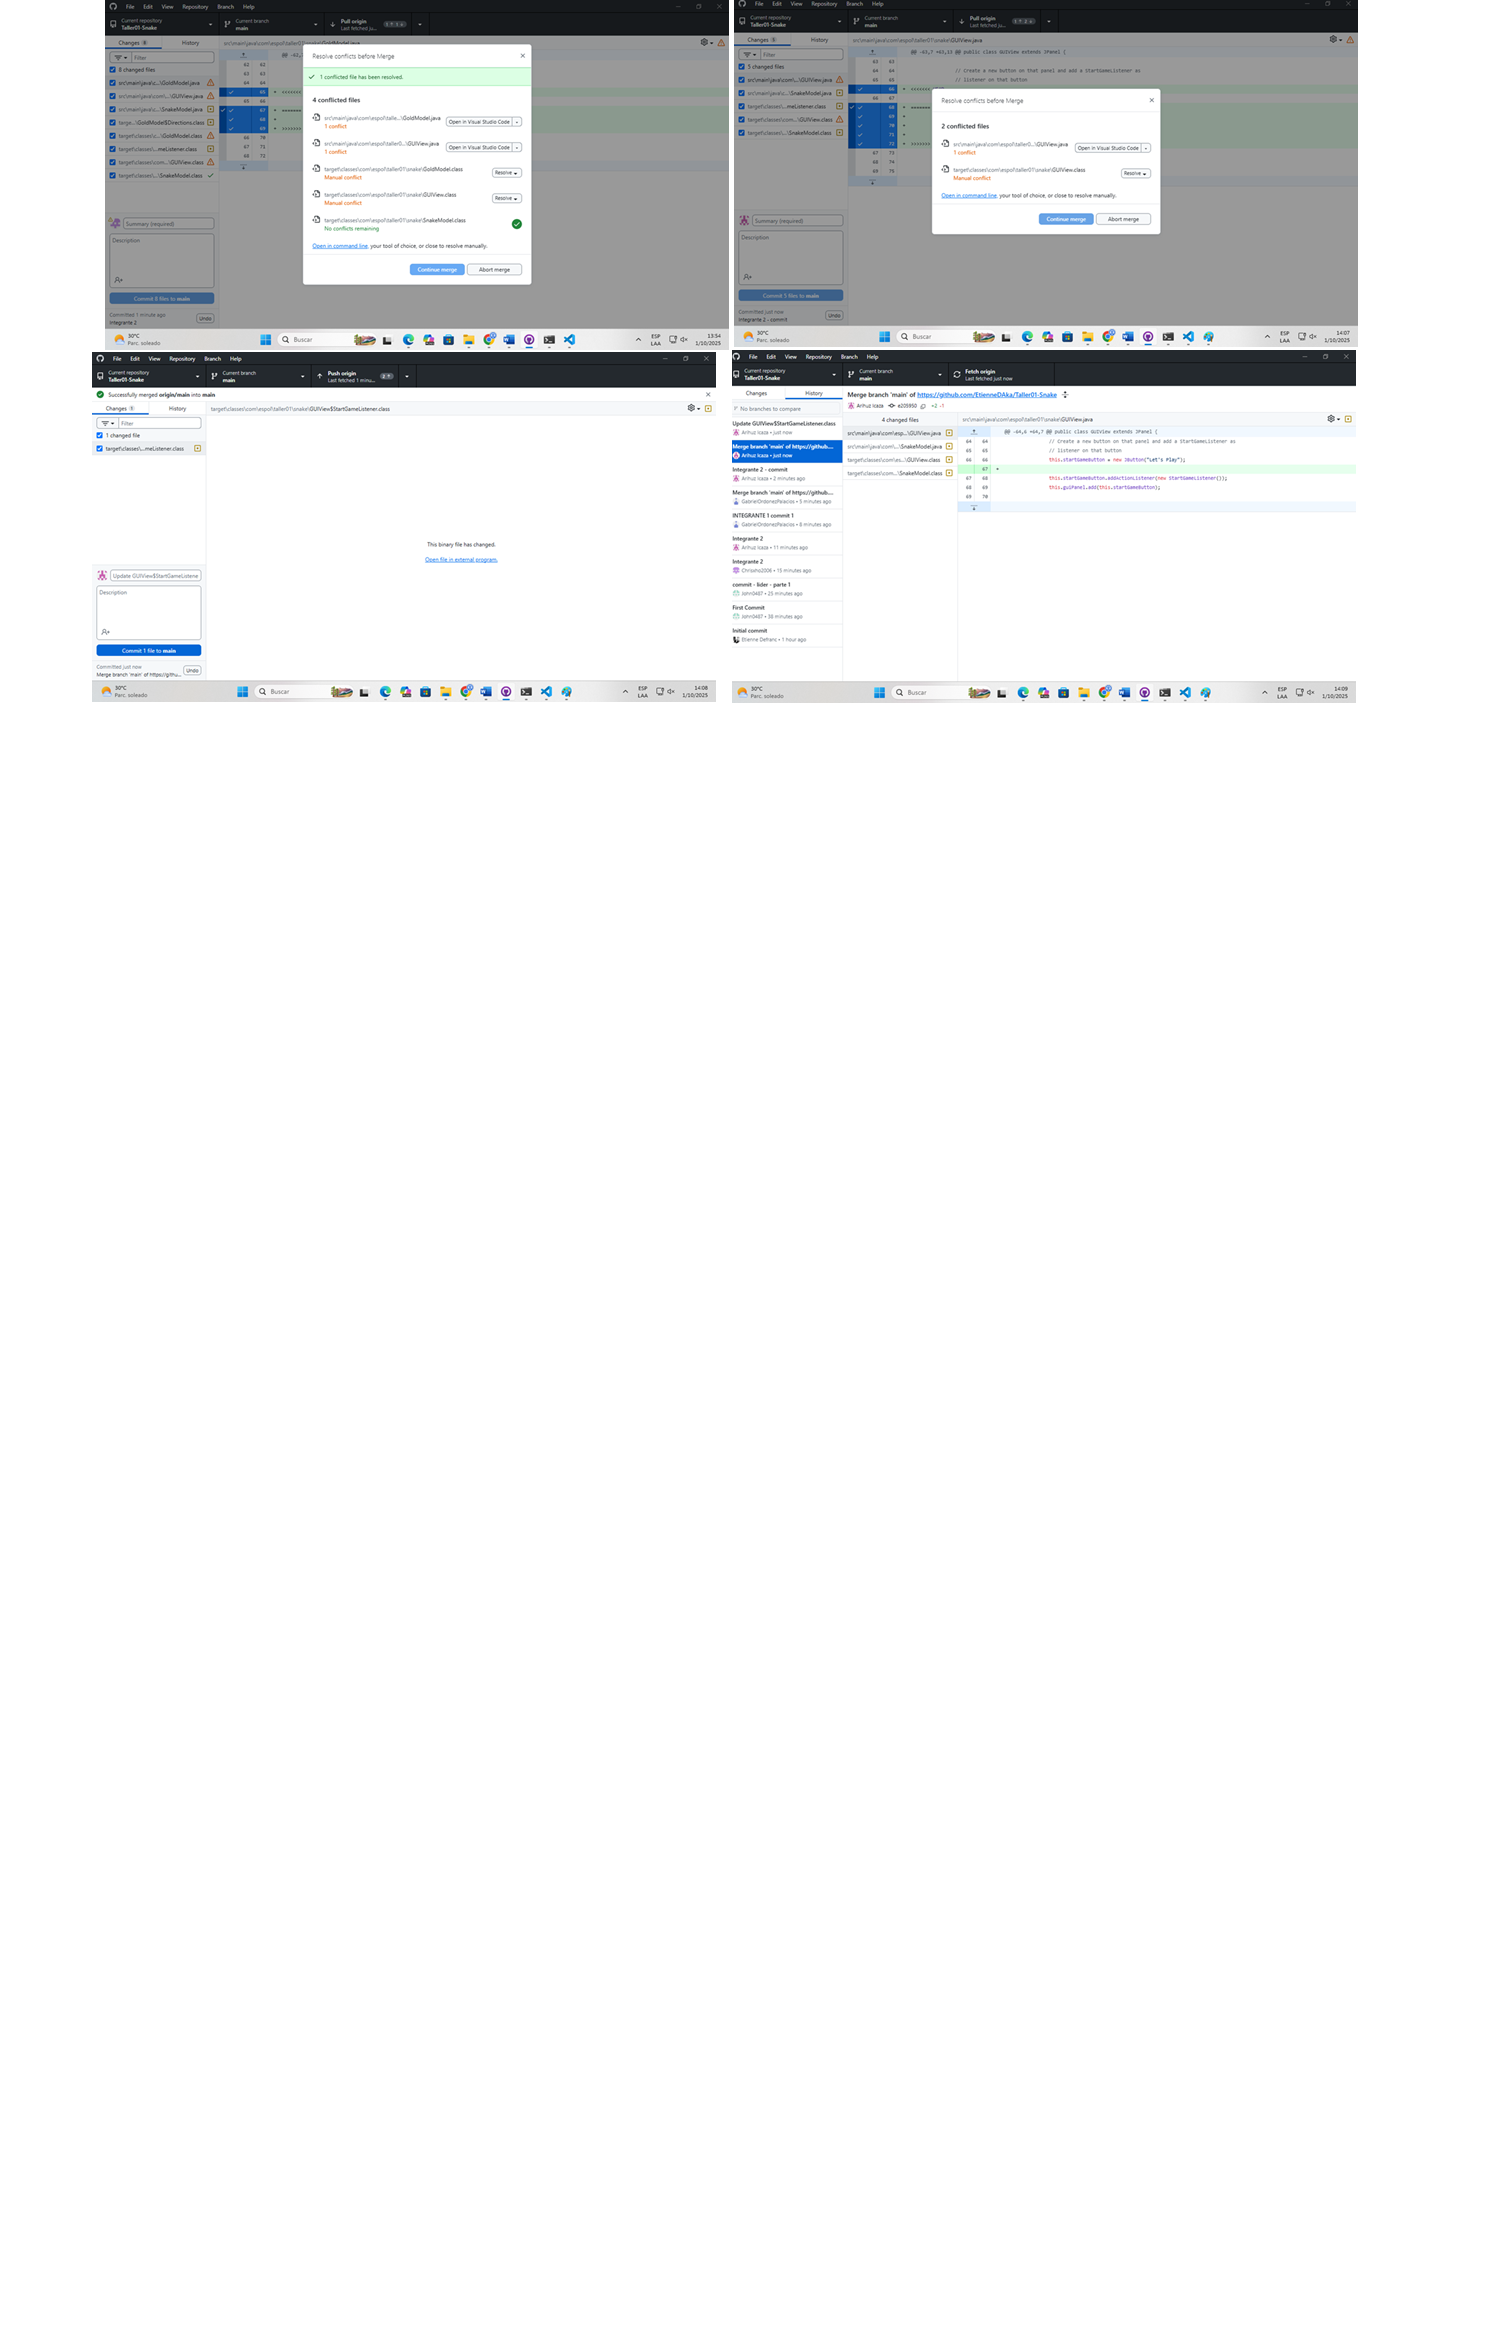 File Edit View Repository Branch Help
Current repository
Taller01-Snake
Current branch
main
Pull origin
Last fetched ju...
Changes 8 History
Filter
8 changed files
src\main\java\c...\GoldModel.java
src\main\java\com\...\GUIView.java
src\main\java\c...\SnakeModel.java
targe...\GoldModel$Directions.class
target\classes\c...\GoldModel.class
target\classes\...meListener.class
target\classes\com...\GUIView.class
target\classes\...\SnakeModel.class
Summary (required)
Description
Commit 8 files to main
Committed 1 minute ago
Integrante 2
Undo
Resolve conflicts before Merge
1 conflicted file has been resolved.
4 conflicted files
src\main\java\com\espol\talle...\GoldModel.java
1 conflict
Open in Visual Studio Code
src\main\java\com\espol\taller0...\GUIView.java
1 conflict
Open in Visual Studio Code
target\classes\com\espol\taller01\snake\GoldModel.class
Manual conflict
Resolve
target\classes\com\espol\taller01\snake\GUIView.class
Manual conflict
Resolve
target\classes\com\espol\taller01\snake\SnakeModel.class
No conflicts remaining
Open in command line, your tool of choice, or close to resolve manually.
Continue merge Abort merge
30°C
Parc. soleado
Buscar
ESP
LAA
13:54
1/10/2025
File Edit View Repository Branch Help
Current repository
Taller01-Snake
Current branch
main
Pull origin
Last fetched ju...
Changes 5 History
src\main\java\com\espol\taller01\snake\GUIView.java
Filter
5 changed files
src\main\java\com\...\GUIView.java
src\main\java\c...\SnakeModel.java
target\classes\...meListener.class
target\classes\com...\GUIView.class
target\classes\...\SnakeModel.class
@@ -63,7 +63,13 @@ public class GUIView extends JPanel {
// Create a new button on that panel and add a StartGameListener as
// listener on that button
Summary (required)
Description
Commit 5 files to main
Committed just now
Integrante 2 - commit
Undo
Resolve conflicts before Merge
2 conflicted files
src\main\java\com\espol\taller0...\GUIView.java
1 conflict
Open in Visual Studio Code
target\classes\com\espol\taller01\snake\GUIView.class
Manual conflict
Resolve
Open in command line, your tool of choice, or close to resolve manually.
Continue merge Abort merge
30°C
Parc. soleado
Buscar
ESP
LAA
14:07
1/10/2025
File Edit View Repository Branch Help
Current repository
Taller01-Snake
Current branch
main
Push origin
Last fetched 1 minu...
2
Successfully merged origin/main into main
Changes 1 History
target\classes\com\espol\taller01\snake\GUIView$StartGameListener.class
Filter
1 changed file
target\classes\...meListener.class
This binary file has changed.
Open file in external program.
Update GUIView$StartGameListene
Description
Commit 1 file to main
Committed just now
Merge branch 'main' of https://githu...
Undo
30°C
Parc. soleado
Buscar
ESP
LAA
14:08
1/10/2025
File Edit View Repository Branch Help
Current repository
Taller01-Snake
Current branch
main
Fetch origin
Last fetched just now
Changes History
No branches to compare
Update GUIView$StartGameListener.class
Arihuz Icaza • just now
Merge branch 'main' of https://github....
Arihuz Icaza • just now
Integrante 2 - commit
Arihuz Icaza • 2 minutes ago
Merge branch 'main' of https://github....
GabrielOrdonezPalacios • 5 minutes ago
INTEGRANTE 1 commit 1
GabrielOrdonezPalacios • 8 minutes ago
Integrante 2
Arihuz Icaza • 11 minutes ago
Integrante 2
Chrisxno2006 • 15 minutes ago
commit - lider - parte 1
John0487 • 25 minutes ago
First Commit
John0487 • 38 minutes ago
Initial commit
Etienne Defranc • 1 hour ago
Merge branch 'main' of https://github.com/EtienneDAka/Taller01-Snake
Arihuz Icaza 6205950 +2 -1
4 changed files
src\main\java\com\esp...\GUIView.java
src\main\java\com...\SnakeModel.java
target\classes\com\es...\GUIView.class
target\classes\com...\SnakeModel.class
src\main\java\com\espol\taller01\snake\GUIView.java
@@ -64,6 +64,7 @@ public class GUIView extends JPanel {
64 64 // Create a new button on that panel and add a StartGameListener as
65 65 // listener on that button
66 66 this.startGameButton = new JButton("Let's Play");
67 +
67 68 this.startGameButton.addActionListener(new StartGameListener());
68 69 this.guiPanel.add(this.startGameButton);
69 70
30°C
Parc. soleado
Buscar
ESP
LAA
14:09
1/10/2025